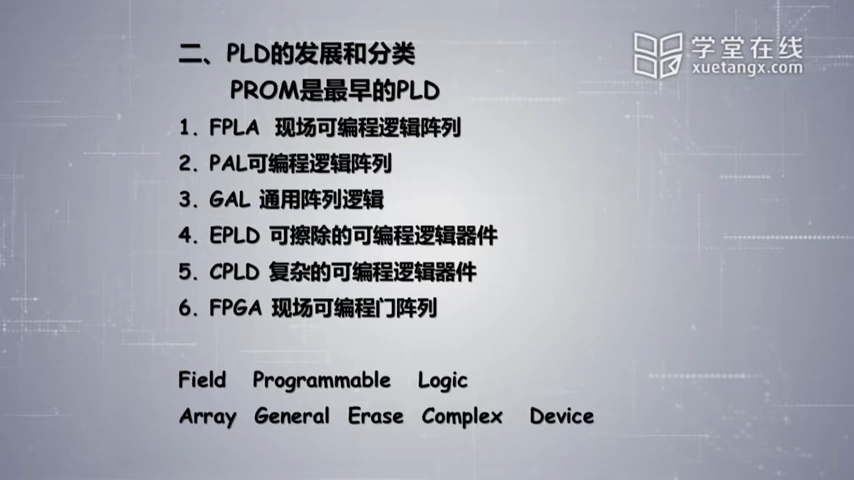 二、PLD的发展和分类
学堂在线
xuetangx.com
PROM是最早的PLD
1. FPLA 现场可编程逻辑阵列
2. PAL可编程逻辑阵列
3. GAL 通用阵列逻辑
4. EPLD 可擦除的可编程逻辑器件
5. CPLD 复杂的可编程逻辑器件
6. FPGA 现场可编程门阵列
Field Programmable Logic
Array General Erase Complex Device